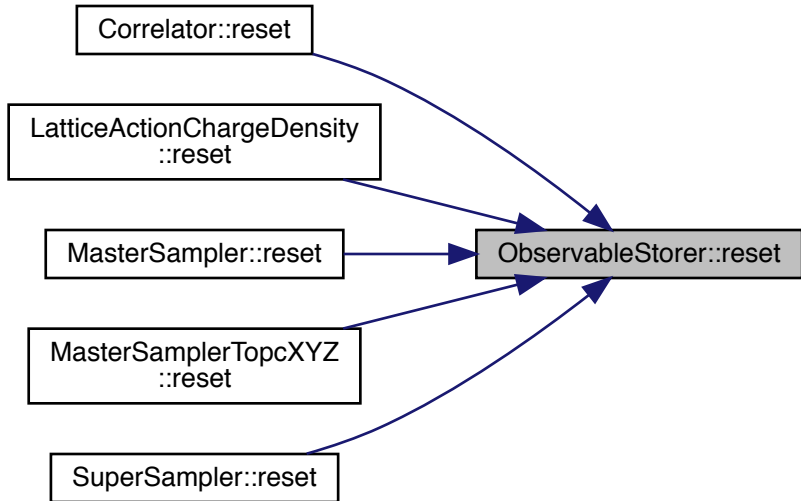 Correlator::reset
LatticeActionChargeDensity
::reset
MasterSampler::reset
ObservableStorer::reset
MasterSamplerTopcXYZ
::reset
SuperSampler::reset